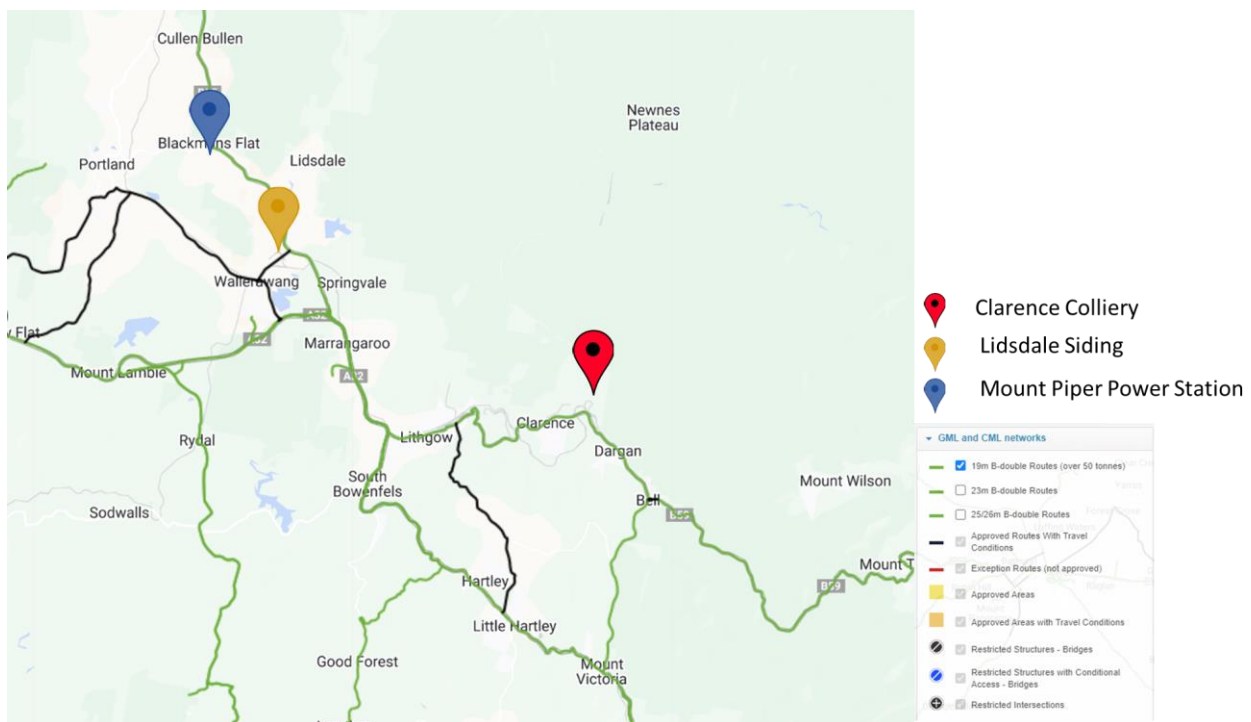 Cullen Bullen
Newnes
Plateau
Blackmans Flat
Lidsdale
Portland
Wallerawang
Springvale
Marrangaroo
Mount Lambie
Clarence
Lithgow
Dargan
Rydal
South
Bowenfels
Mount Wilson
Sodwalls
Bell
B59
Hartley
Mount T
B59
Little Hartley
Good Forest
Mount
Victoria
Clarence Colliery
Lidsdale Siding
Mount Piper Power Station
GML and CML networks
19m B-double Routes (over 50 tonnes)
23m B-double Routes
25/26m B-double Routes
Approved Routes With Travel
Conditions
Exception Routes (not approved)
Approved Areas
Approved Areas with Travel Conditions
Restricted Structures - Bridges
Restricted Structures with Conditional
Access - Bridges
Restricted Intersections